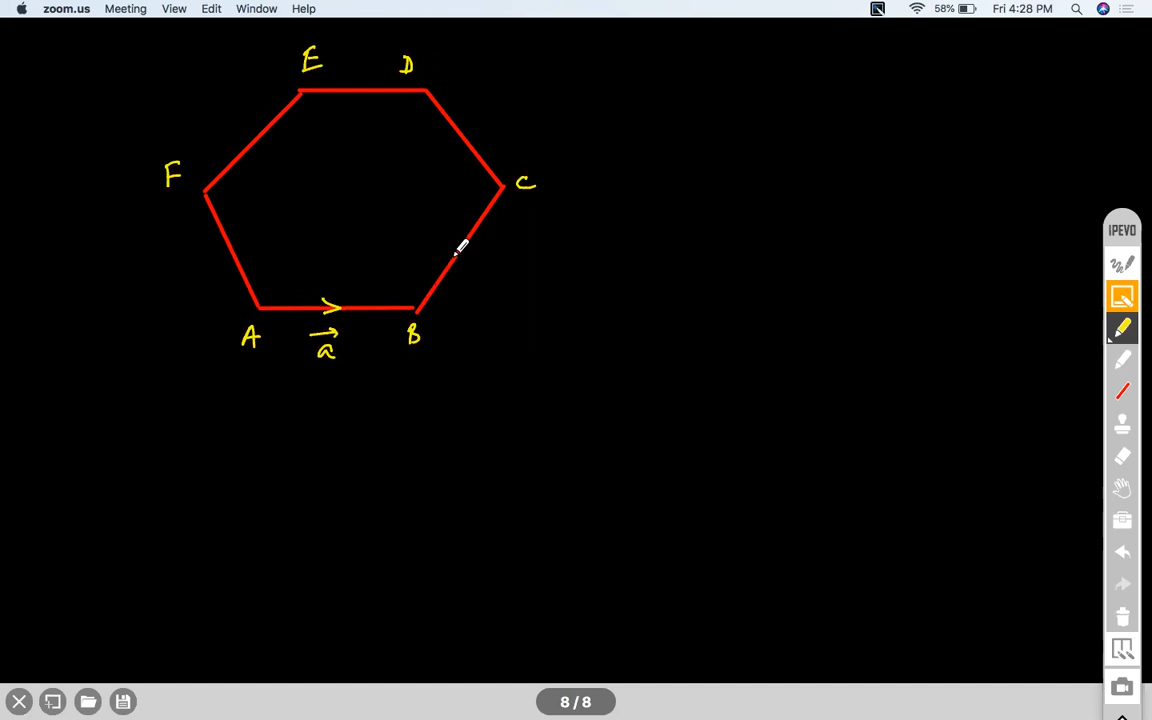 zoom.us Meeting View Edit Window Help 58% Fri 4:28 PM
E D
F C
IPEVO
A B
a
8 / 8